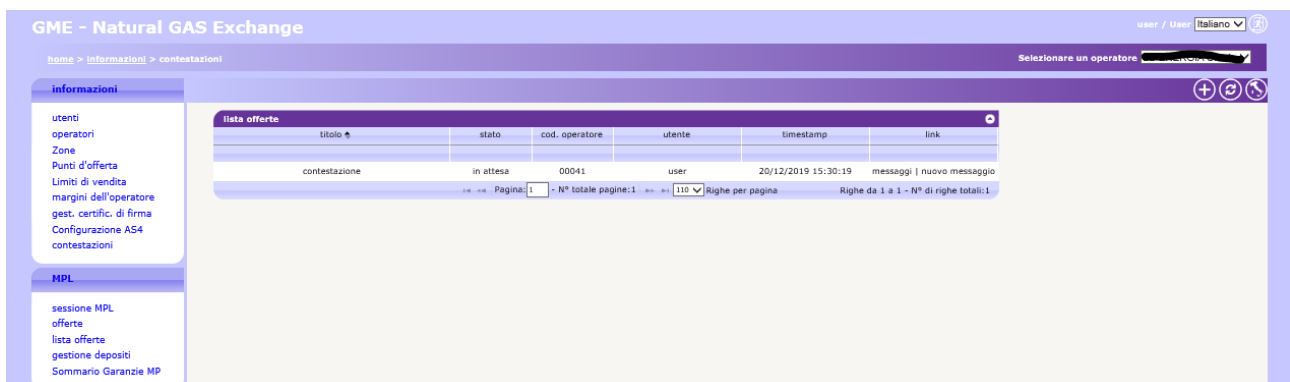 GME - Natural GAS Exchange
user / User Italiano
home > informazioni > contestazioni
Selezionare un operatore
informazioni
utenti
operatori
Zone
Punti d'offerta
Limiti di vendita
margini dell'operatore
gest. certific. di firma
Configurazione AS4
contestazioni
MPL
sessione MPL
offerte
lista offerte
gestione depositi
Sommario Garanzie MP
lista offerte
titolo stato cod. operatore utente timestamp link
contestazione in attesa 00041 user 20/12/2019 15:30:19 messaggi | nuovo messaggio
Pagina: 1 - N° totale pagine:1 110 Righe per pagina Righe da 1 a 1 - N° di righe totali:1